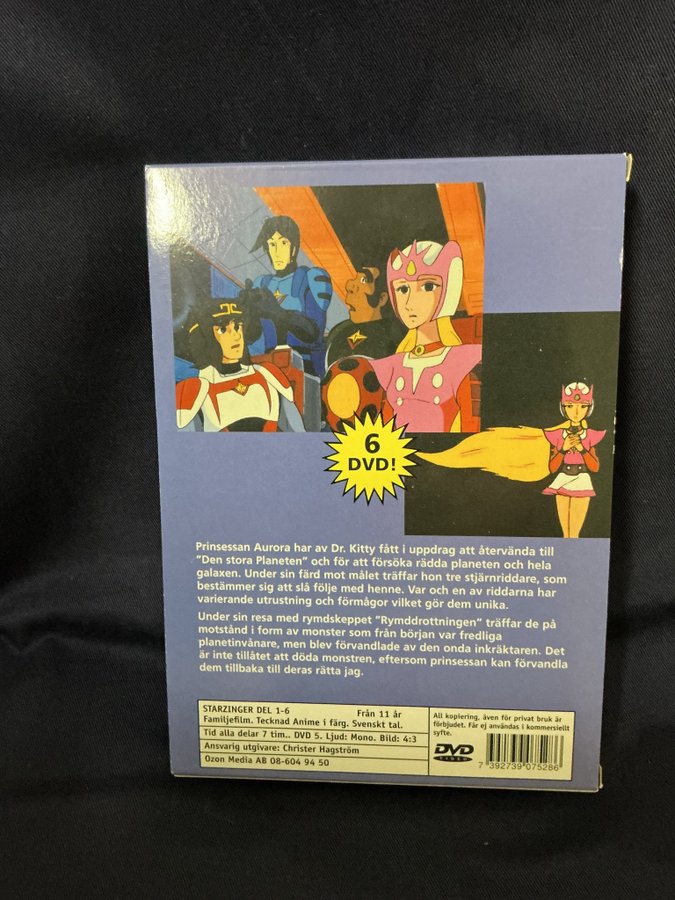 6
DVD!
Prinsessan Aurora har av Dr. Kitty fått i uppdrag att återvända till
"Den stora Planeten" och för att försöka rädda planeten och hela
galaxen. Under sin färd mot målet träffar hon tre stjärnriddare, som
bestämmer sig att slå följe med henne. Var och en av riddarna har
varierande utrustning och förmågor vilket gör dem unika.
Under sin resa med rymdskeppet "Rymddrottningen" träffar de på
motstånd i form av monster som från början var fredliga
planetinvånare, men blev förvandlade av den onda inkräktaren. Det
är inte tillåtet att döda monstren, eftersom prinsessan kan förvandla
dem tillbaka till deras rätta jag.
STARZINGER DEL 1-6 Från 11 år
Familjefilm. Tecknad Anime i färg. Svenskt tal.
Tid alla delar 7 tim.. DVD 5. Ljud: Mono. Bild: 4:3
Ansvarig utgivare: Christer Hagström
Ozon Media AB 08-604 94 50
All kopiering, även för privat bruk är
förbjudet. Får ej användas i kommersiellt
syfte.
DVD
VIDEO
7 392739 075286